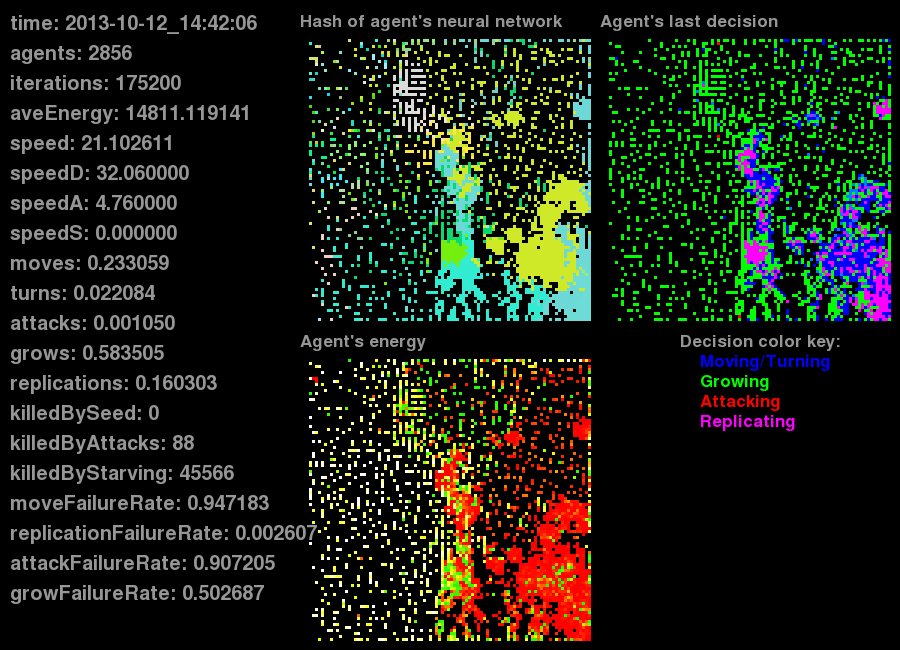 time: 2013-10-12_14:42:06
agents: 2856
iterations: 175200
aveEnergy: 14811.119141
speed: 21.102611
speedD: 32.060000
speedA: 4.760000
speedS: 0.000000
moves: 0.233059
turns: 0.022084
attacks: 0.001050
grows: 0.583505
replications: 0.160303
killedBySeed: 0
killedByAttacks: 88
killedByStarving: 45566
moveFailureRate: 0.947183
replicationFailureRate: 0.002607
attackFailureRate: 0.907205
growFailureRate: 0.502687
Hash of agent's neural network
Agent's last decision
Agent's energy
Decision color key:
Moving/Turning
Growing
Attacking
Replicating